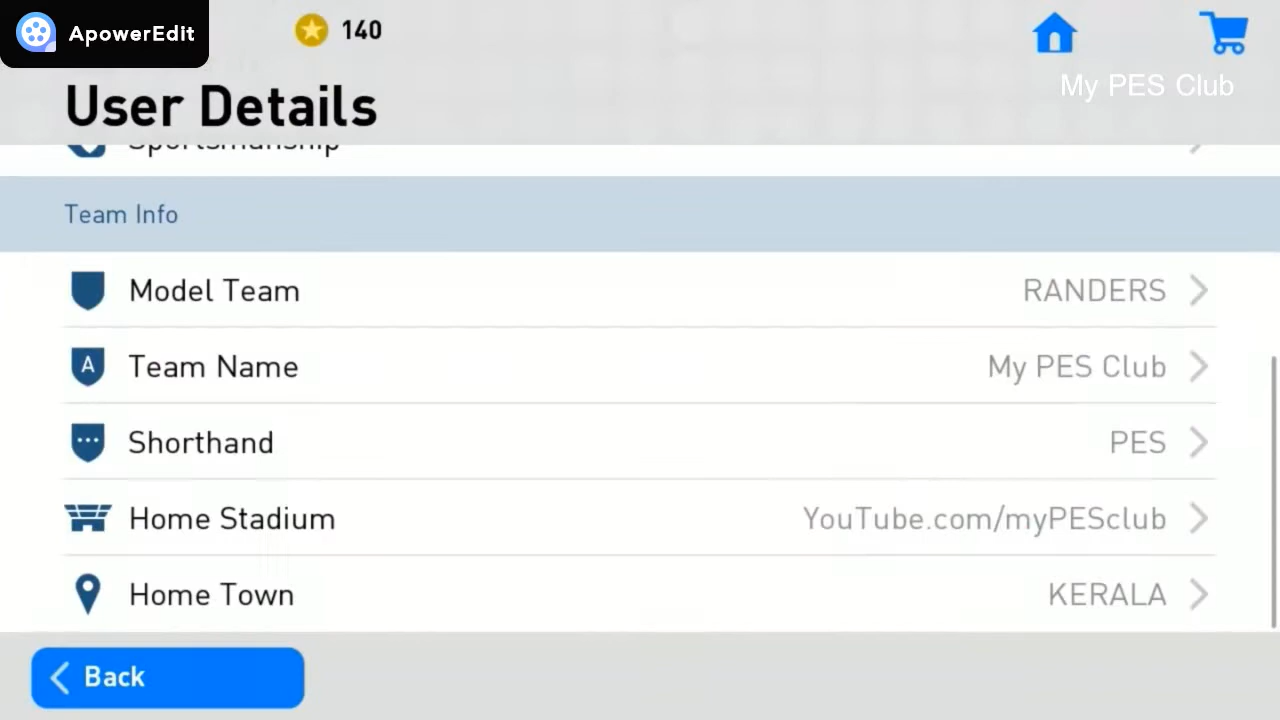 ApowerEdit
140
My PES Club
User Details
Sportsmanship
Team Info
Model Team RANDERS
A Team Name My PES Club
Shorthand PES
Home Stadium YouTube.com/myPESclub
Home Town KERALA
Back